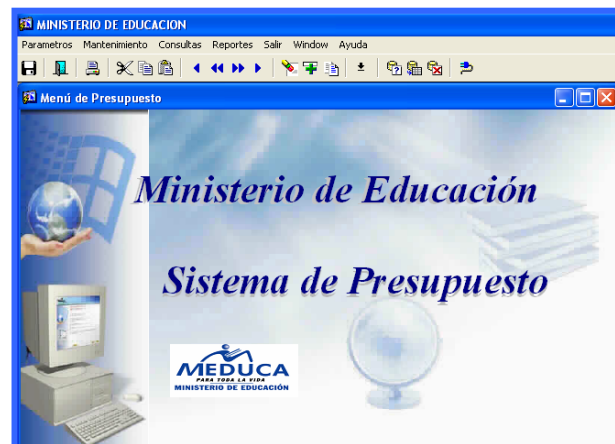 MINISTERIO DE EDUCACION
Parametros Mantenimiento Consultas Reportes Salir Window Ayuda
Menú de Presupuesto
Ministerio de Educación
Sistema de Presupuesto
MEDUCA
PARA TODA LA VIDA
MINISTERIO DE EDUCACIÓN